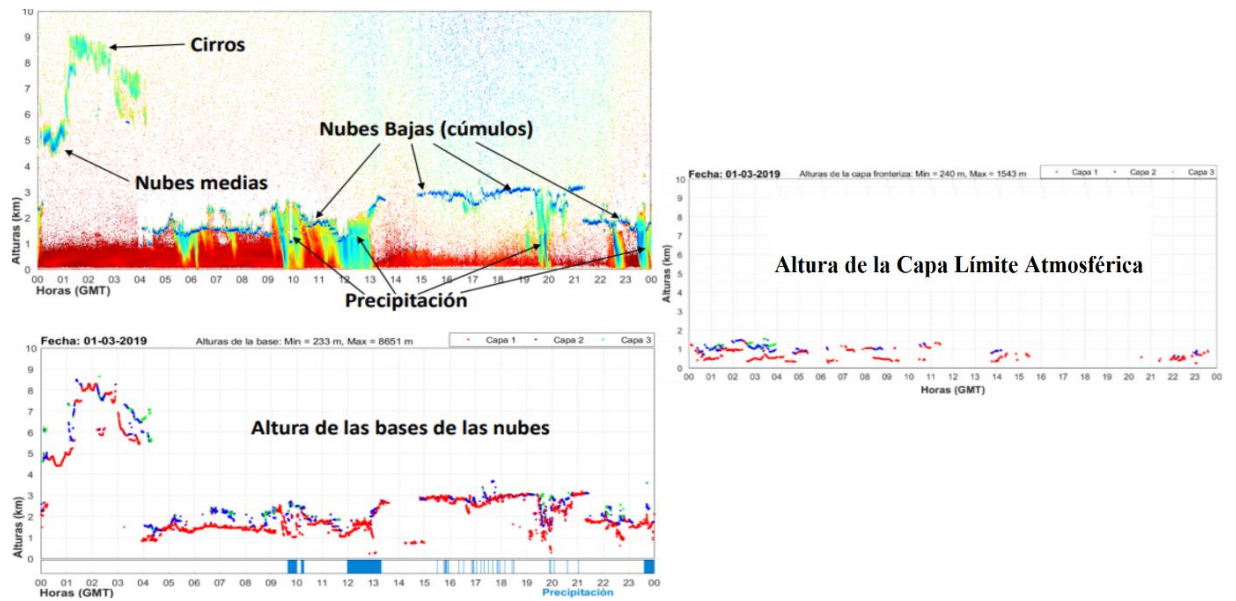 10
9
8
7
6
5
4
3
2
1
0
Alturas (km)
Cirros
Nubes medias
Nubes Bajas (cúmulos)
Precipitación
00 01 02 03 04 05 06 07 08 09 10 11 12 13 14 15 16 17 18 19 20 21 22 23 00
Horas (GMT)
Fecha: 01-03-2019 Alturas de la base: Min = 233 m, Max = 8651 m Capa 1 Capa 2 Capa 3
10
9
8
7
6
5
4
3
2
1
0
Alturas (km)
Altura de las bases de las nubes
00 01 02 03 04 05 06 07 08 09 10 11 12 13 14 15 16 17 18 19 20 21 22 23 00
Horas (GMT) Precipitación
Fecha: 01-03-2019 Alturas de la capa fronteriza: Min = 240 m, Max = 1543 m Capa 1 Capa 2 Capa 3
10
9
8
7
6
5
4
3
2
1
0
Alturas (km)
Altura de la Capa Límite Atmosférica
00 01 02 03 04 05 06 07 08 09 10 11 12 13 14 15 16 17 18 19 20 21 22 23 00
Horas (GMT)